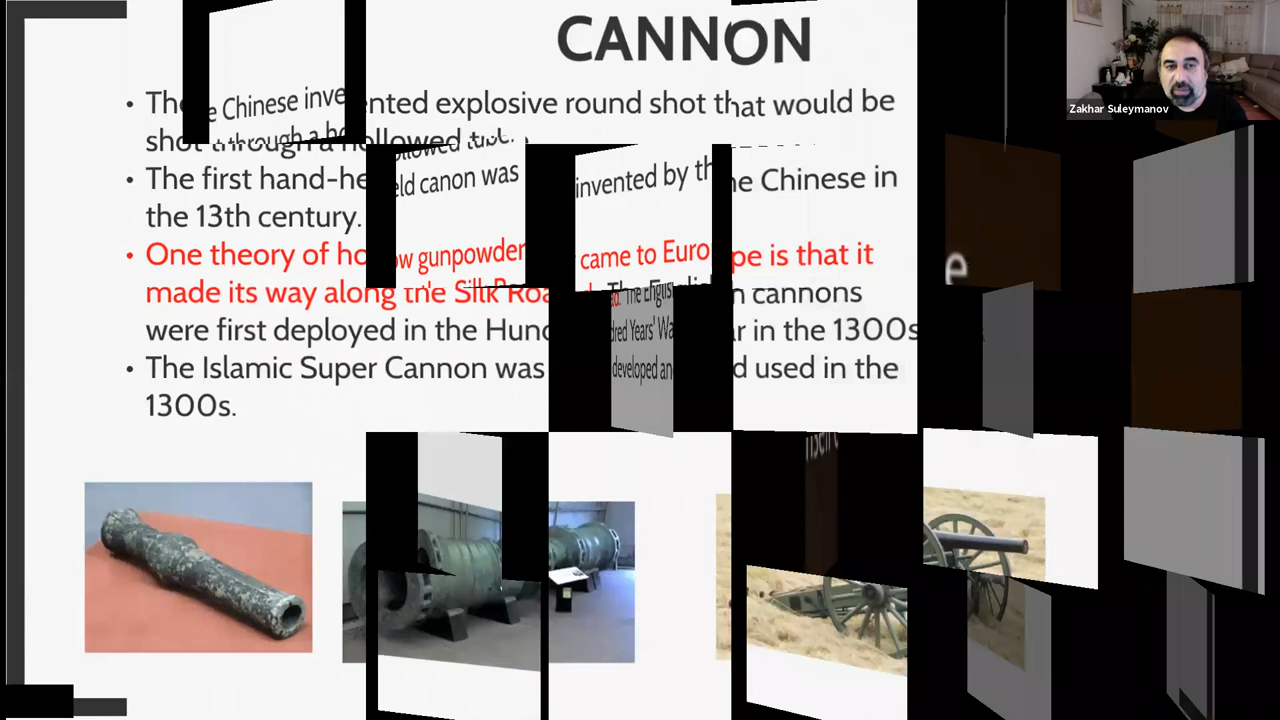 CANNON
• The Chinese invented explosive round shot that would be
shot through a hollowed tube.
• The first hand-held canon was invented by the Chinese in
the 13th century.
• One theory of how gunpowder came to Europe is that it
made its way along the Silk Road. The English cannons
were first deployed in the Hundred Years' War in the 1300s
• The Islamic Super Cannon was developed and used in the
1300s.
Zakhar Suleymanov